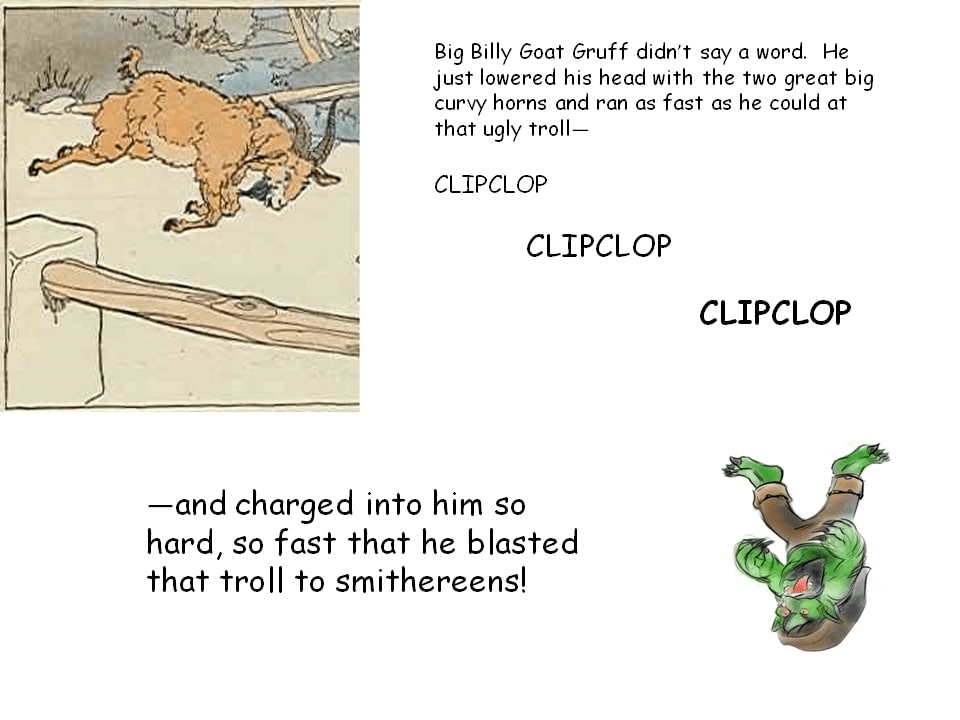 Big Billy Goat Gruff didn't say a word.  He
just lowered his head with the two great big
curvy horns and ran as fast as he could at
that ugly troll—
CLIPCLOP
CLIPCLOP
CLIPCLOP
—and charged into him so
hard, so fast that he blasted
that troll to smithereens!